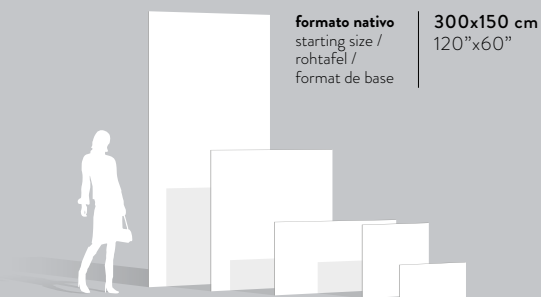 formato nativo
starting size /
rohtafel /
format de base
300x150 cm
120”x60”